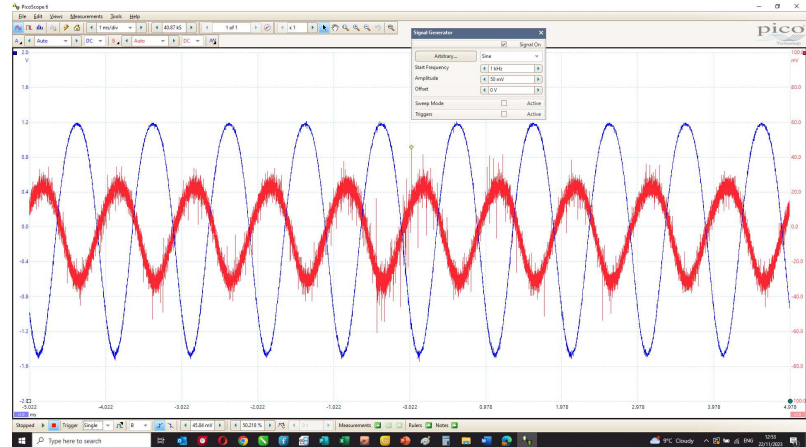 PicoScope 6
File Edit Views Measurements Tools Help
1 ms/div 40.87 kS 1 of 1 x 1
A Auto DC B Auto DC
pico
Technology
Signal Generator
Signal On
Arbitrary... Sine
Start Frequency 1 kHz
Amplitude 50 mV
Offset 0 V
Sweep Mode Active
Triggers Active
2.0 100.0
V mV
1.6 80.0
1.2 60.0
0.8 40.0
0.4 20.0
0.0 0.0
-0.4 -20.0
-0.8 -40.0
-1.2 -60.0
-1.6 -80.0
-2.0 -100.0
-5.022 -4.022 -3.022 -2.022 -1.022 -0.022 0.978 1.978 2.978 3.978 4.978
ms
Stopped Trigger Single B 45.84 mV 50.218 % Measurements Rulers Notes
Type here to search
9°C Cloudy ENG 12:53
22/11/2023